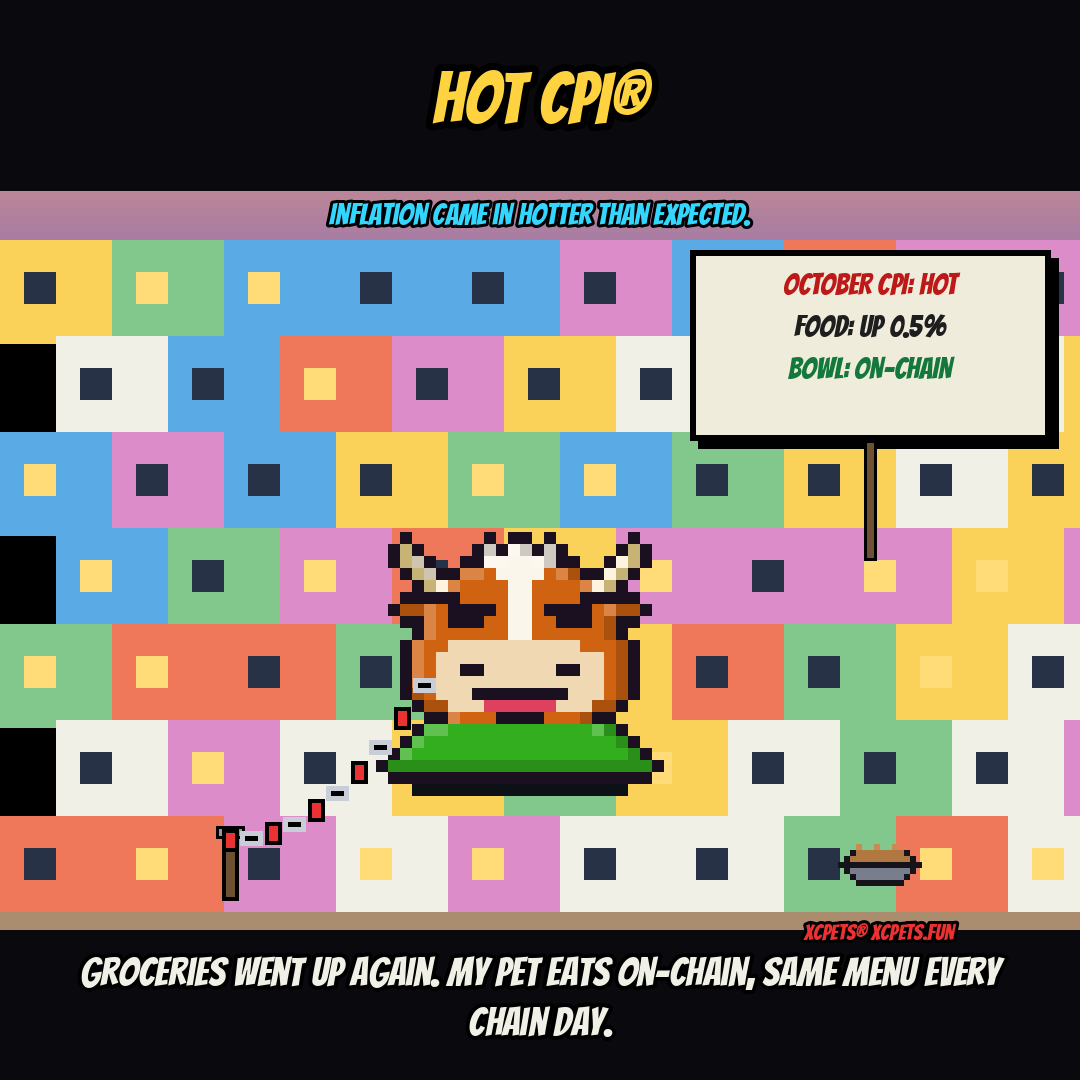 HOT CPI®
INFLATION CAME IN HOTTER THAN EXPECTED.
OCTOBER CPI: HOT
FOOD: UP 0.5%
BOWL: ON-CHAIN
XCPETS® XCPETS.FUN
GROCERIES WENT UP AGAIN. MY PET EATS ON-CHAIN, SAME MENU EVERY
CHAIN DAY.